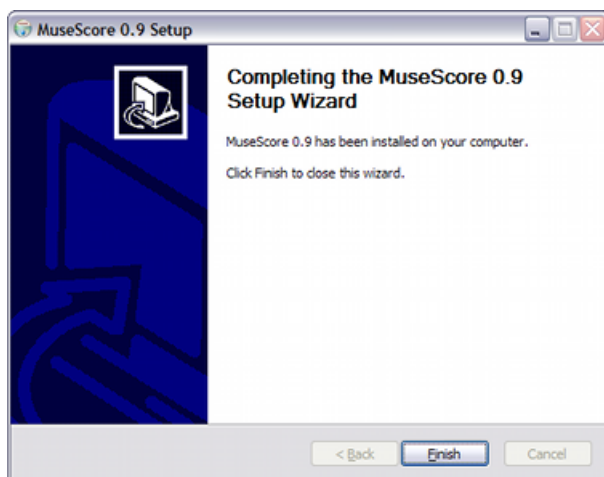 MuseScore 0.9 Setup
Completing the MuseScore 0.9
Setup Wizard
MuseScore 0.9 has been installed on your computer.
Click Finish to close this wizard.
< Back Finish Cancel